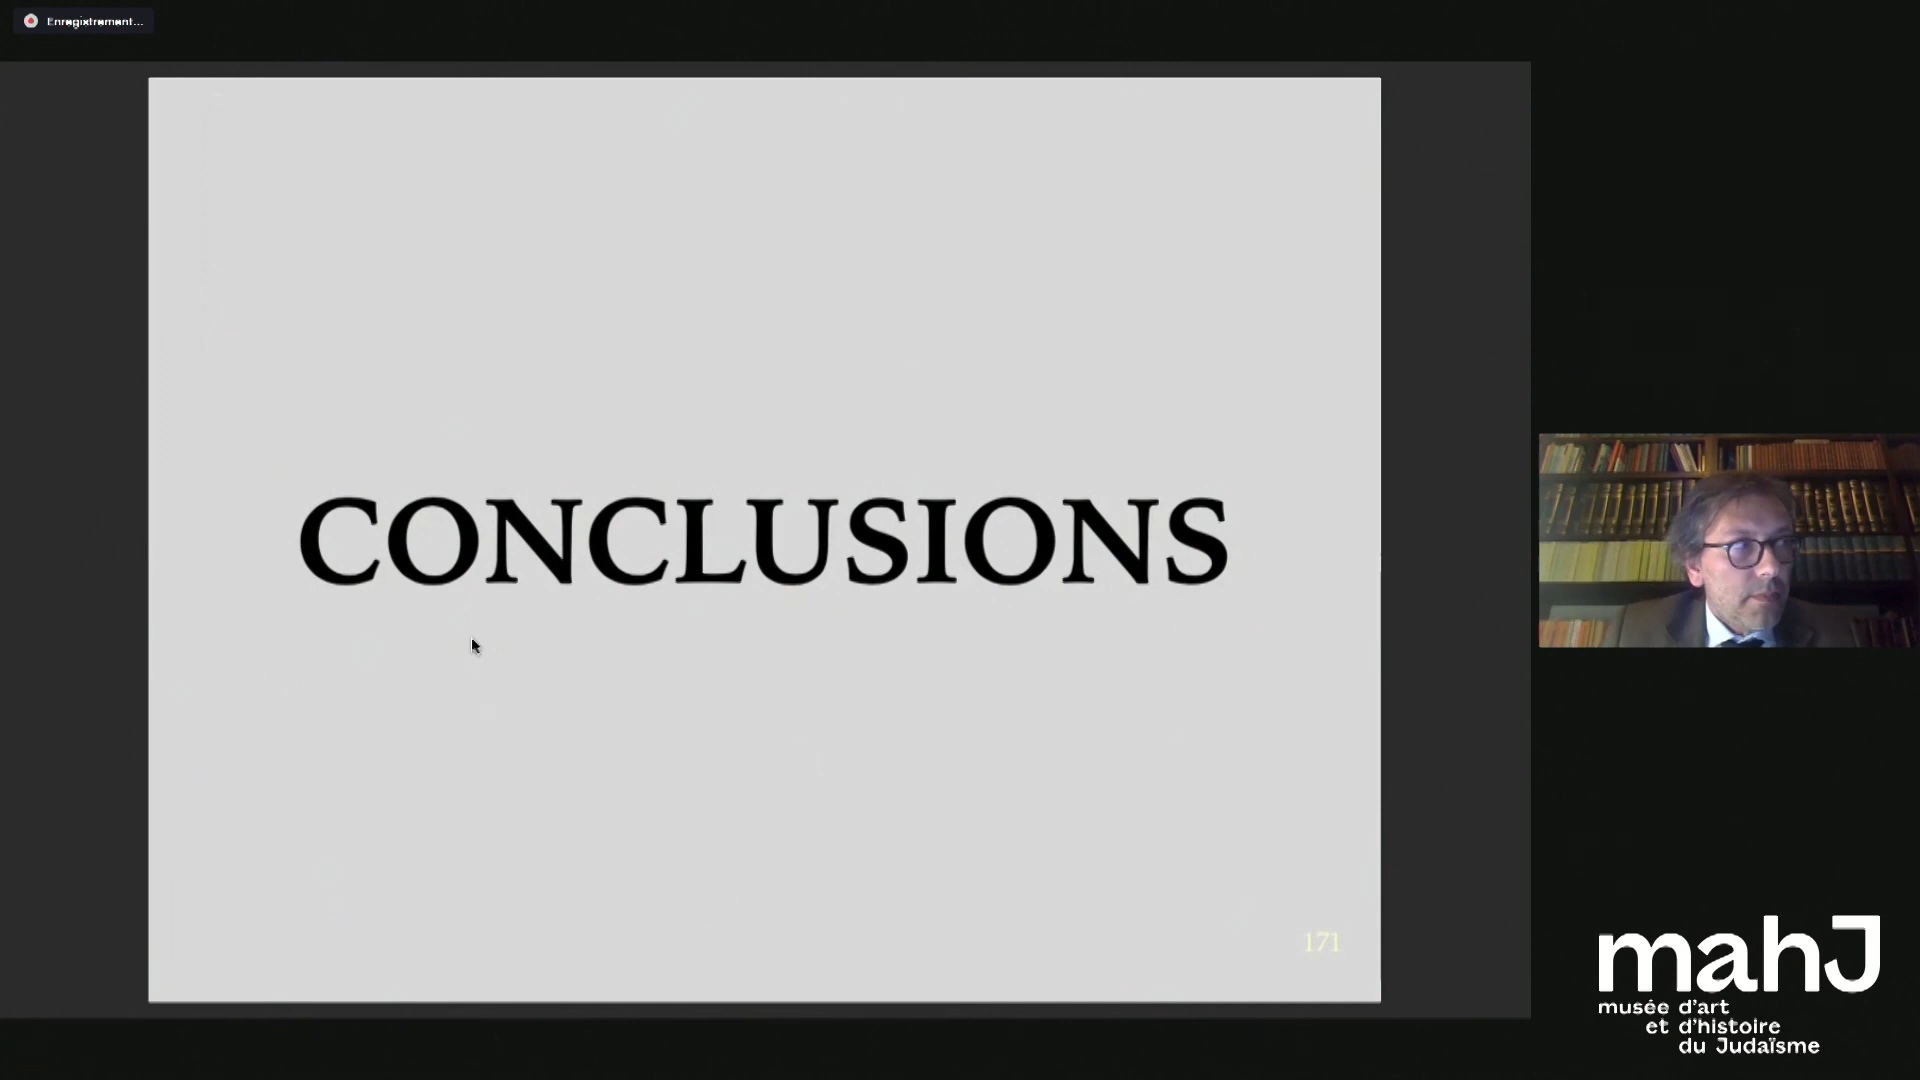 Enregistrement...
CONCLUSIONS
171
mahJ
musée d'art
et d'histoire
du Judaïsme